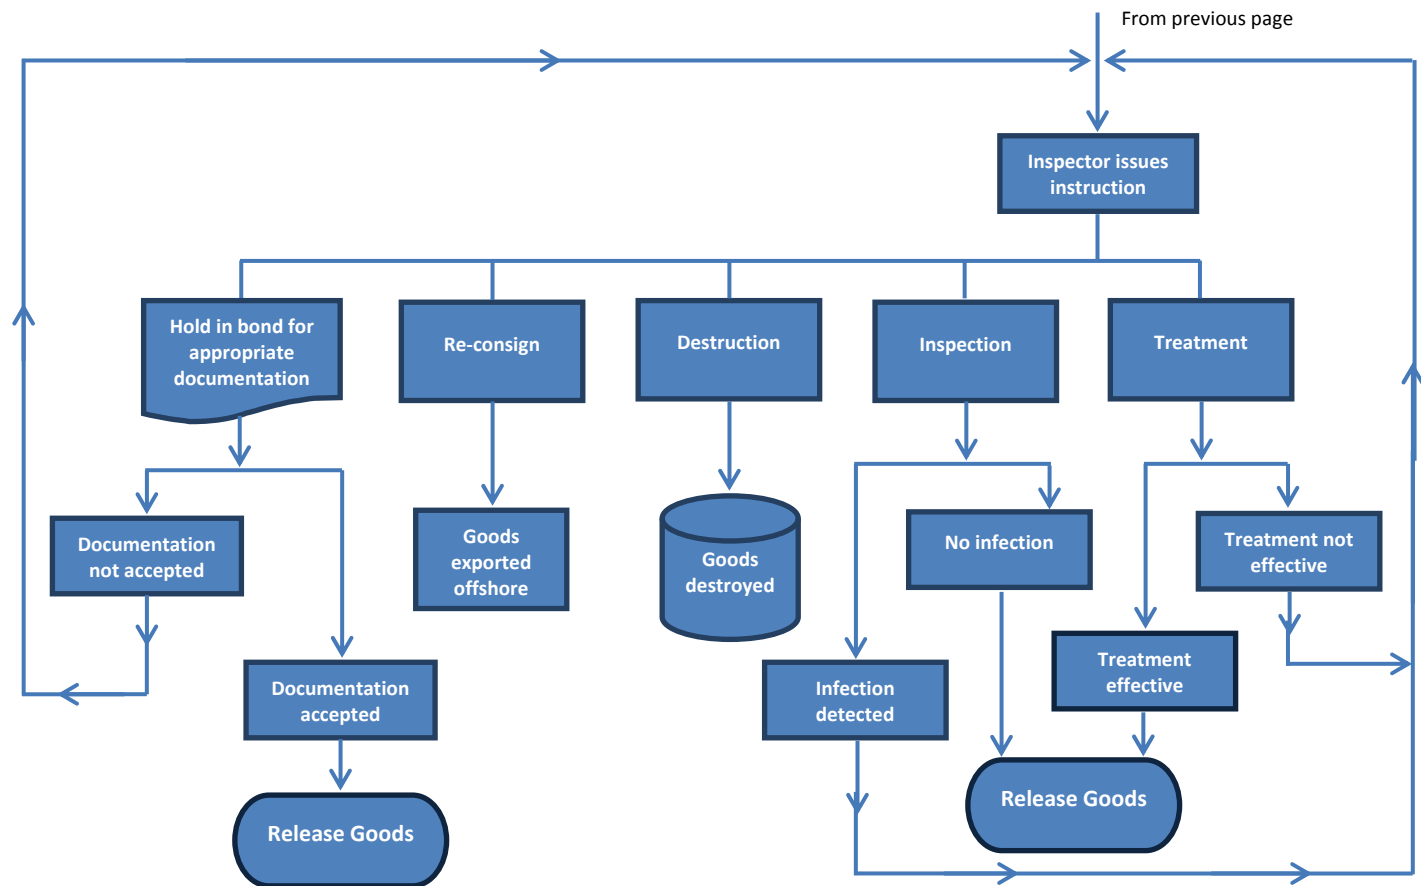 From previous page
Inspector issues
instruction
Hold in bond for
appropriate
documentation
Re-consign
Destruction
Inspection
Treatment
Documentation
not accepted
Goods
exported
offshore
Goods
destroyed
No infection
Treatment not
effective
Documentation
accepted
Infection
detected
Treatment
effective
Release Goods
Release Goods